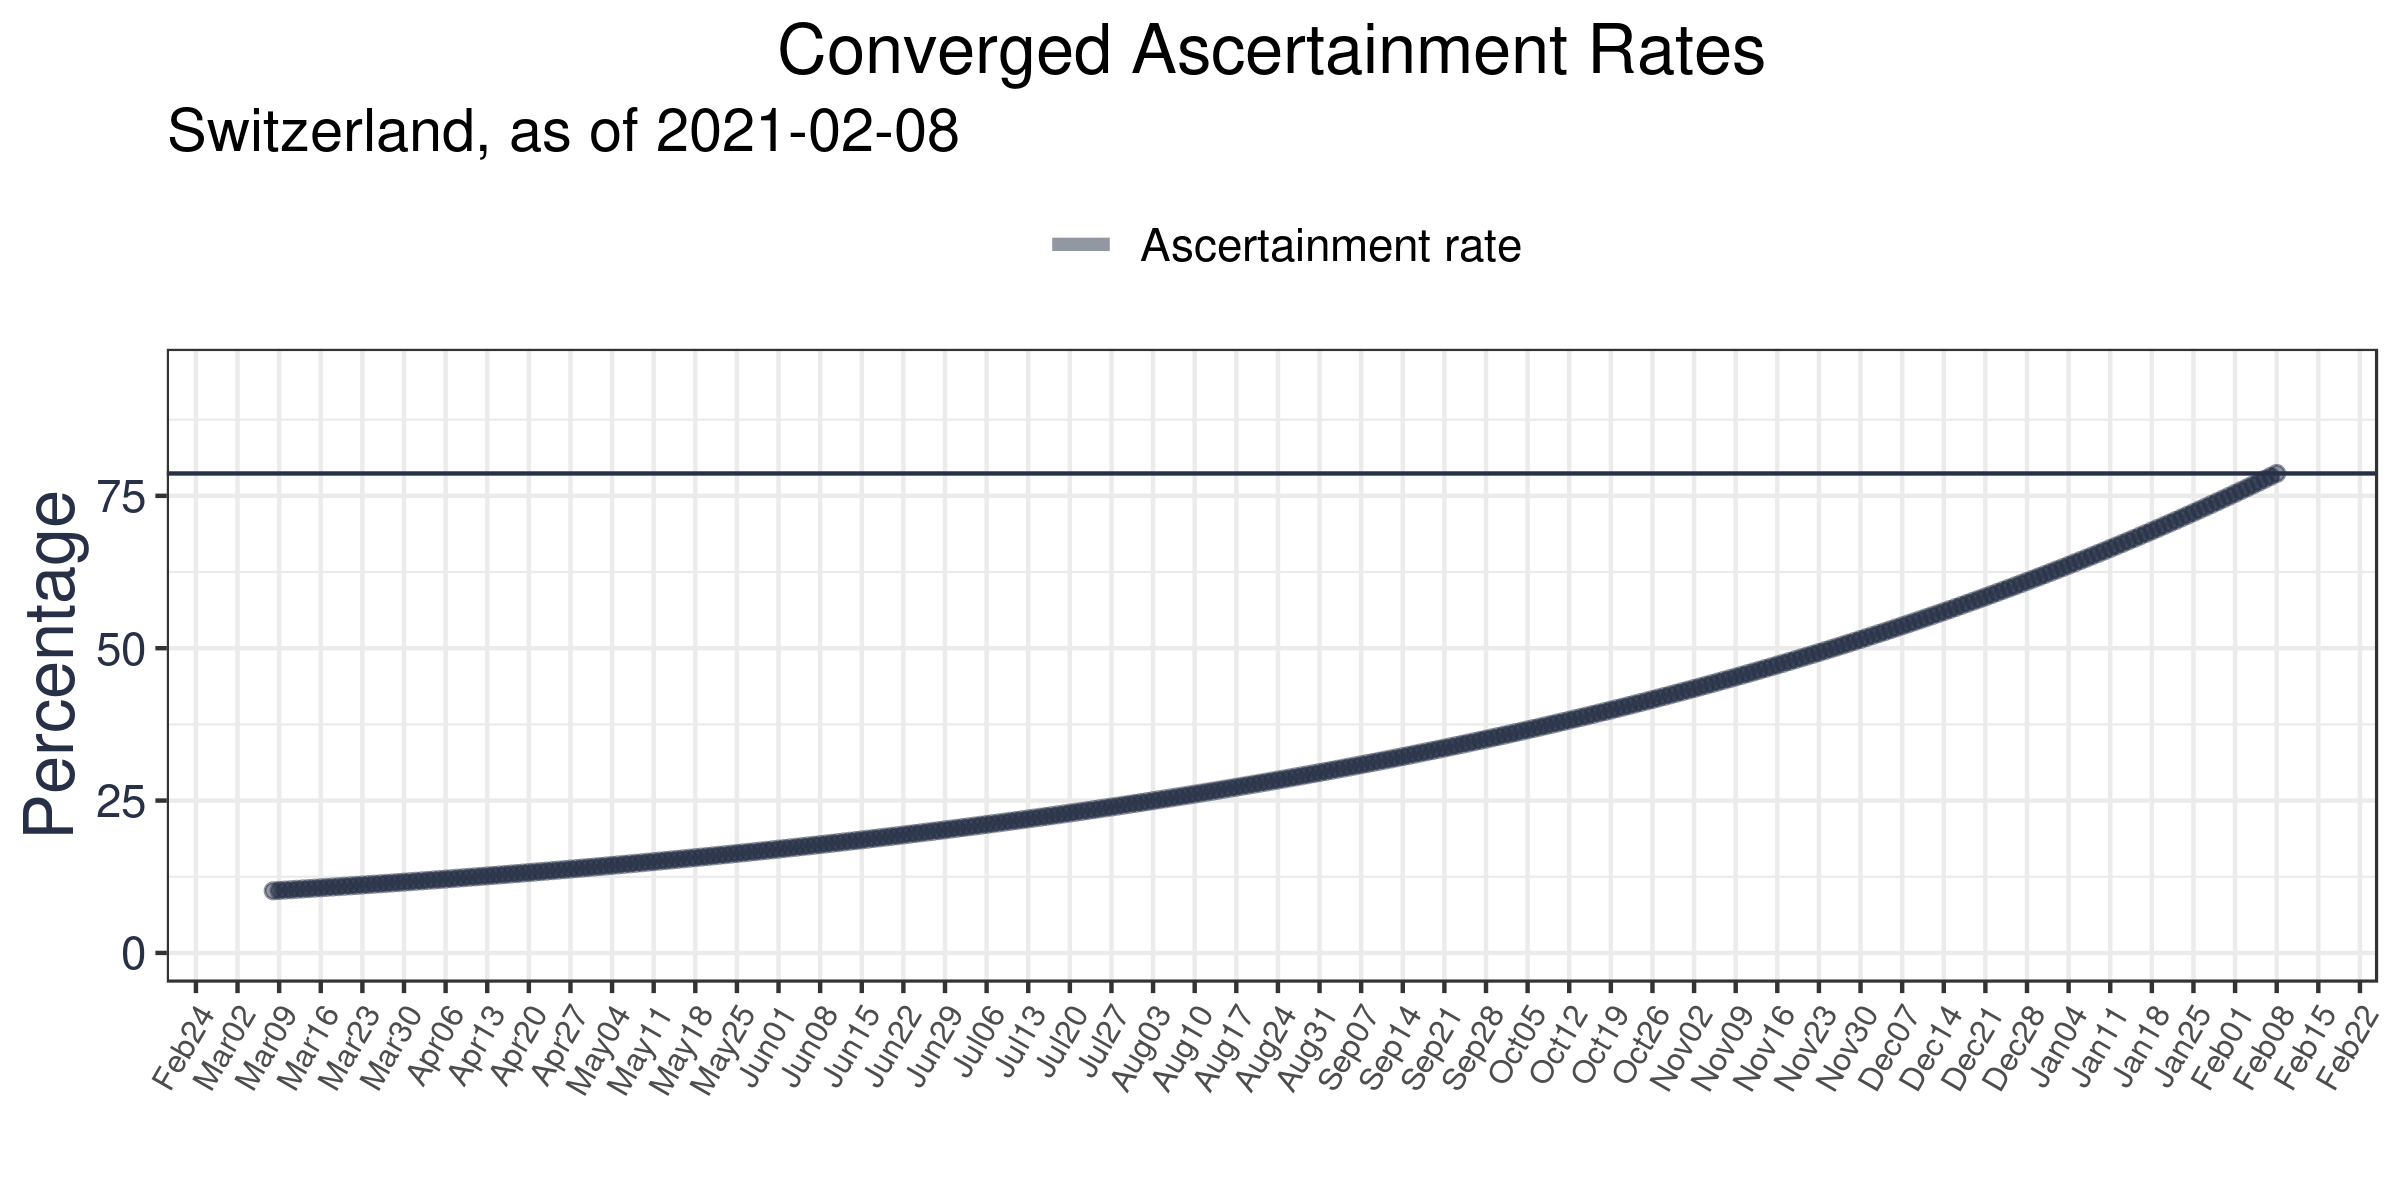 Converged Ascertainment Rates
Switzerland, as of 2021-02-08
Ascertainment rate
Percentage
75
50
25
0
Feb24 Mar02 Mar09 Mar16 Mar23 Mar30 Apr06 Apr13 Apr20 Apr27 May04 May11 May18 May25 Jun01 Jun08 Jun15 Jun22 Jun29 Jul06 Jul13 Jul20 Jul27 Aug03 Aug10 Aug17 Aug24 Aug31 Sep07 Sep14 Sep21 Sep28 Oct05 Oct12 Oct19 Oct26 Nov02 Nov09 Nov16 Nov23 Nov30 Dec07 Dec14 Dec21 Dec28 Jan04 Jan11 Jan18 Jan25 Feb01 Feb08 Feb15 Feb22